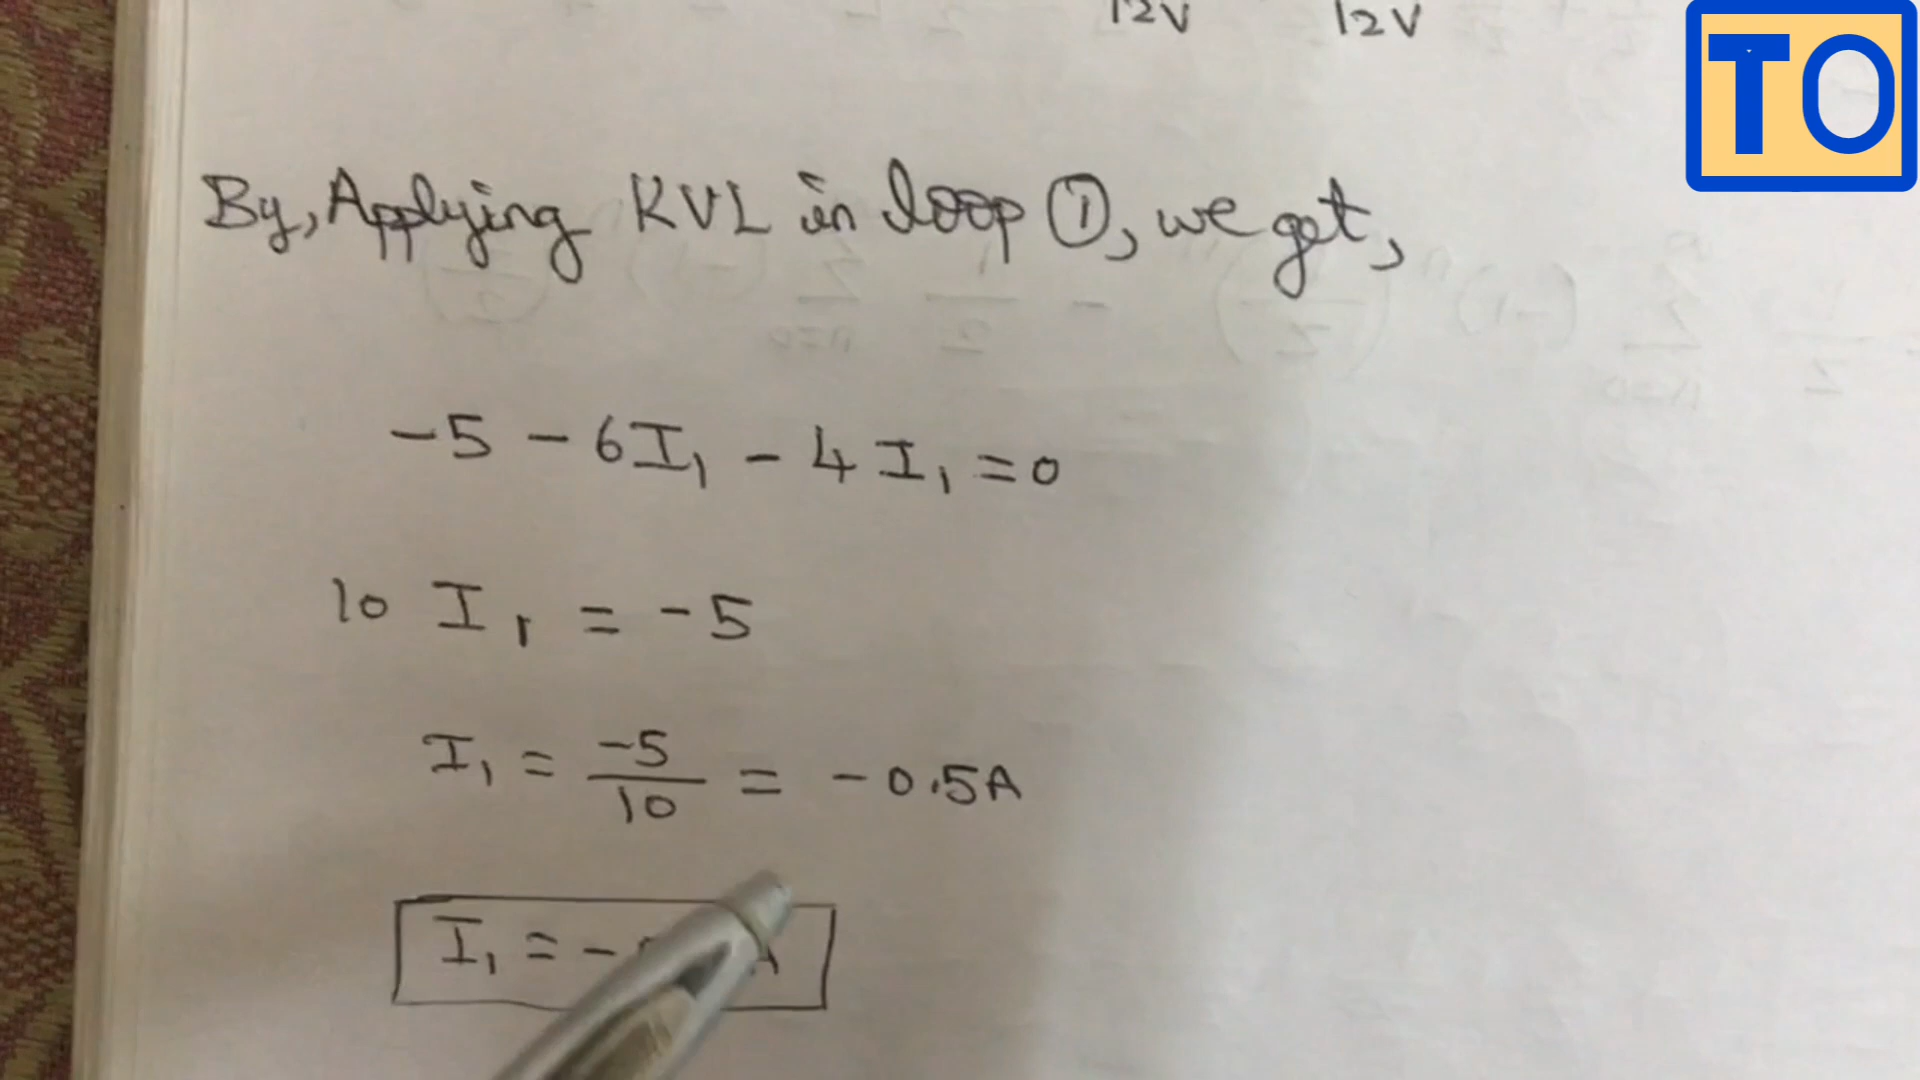 12V 12V
TO
By, Applying KVL in loop ①, we get,
-5 - 6I₁ - 4I₁ = 0
10 I₁ = -5
I₁ = -5/10 = -0.5A
I₁ = - A